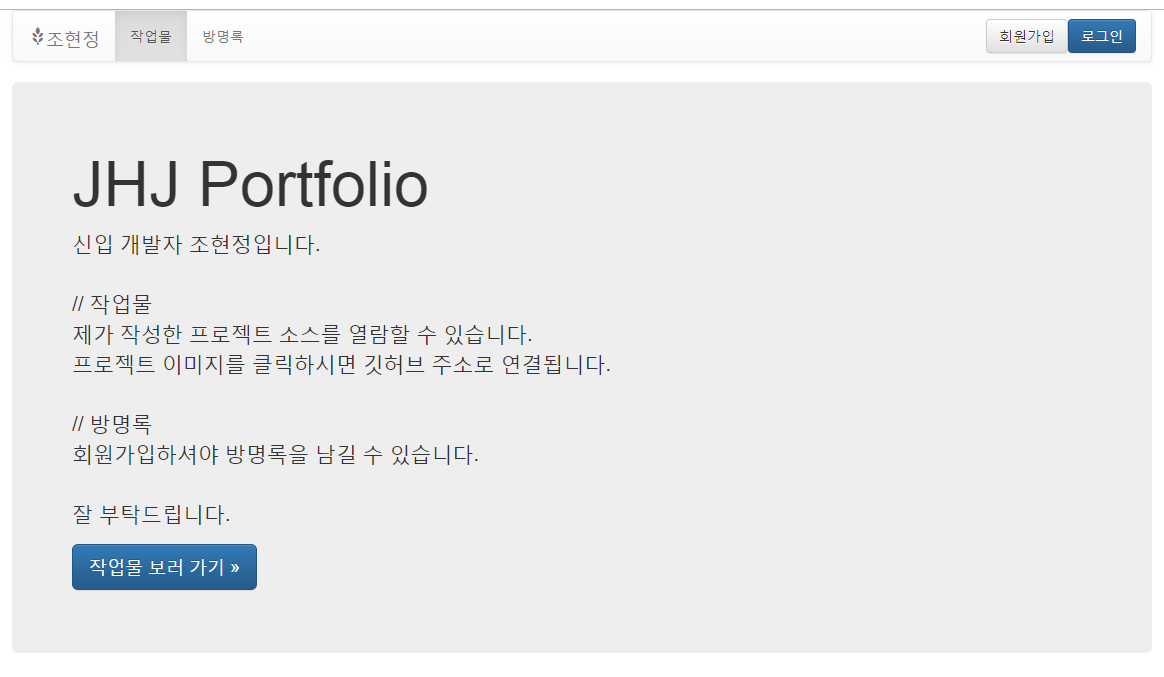 조현정
작업물
방명록
회원가입
로그인
JHJ Portfolio
신입 개발자 조현정입니다.
// 작업물
제가 작성한 프로젝트 소스를 열람할 수 있습니다.
프로젝트 이미지를 클릭하시면 깃허브 주소로 연결됩니다.
// 방명록
회원가입하셔야 방명록을 남길 수 있습니다.
잘 부탁드립니다.
작업물 보러 가기 »